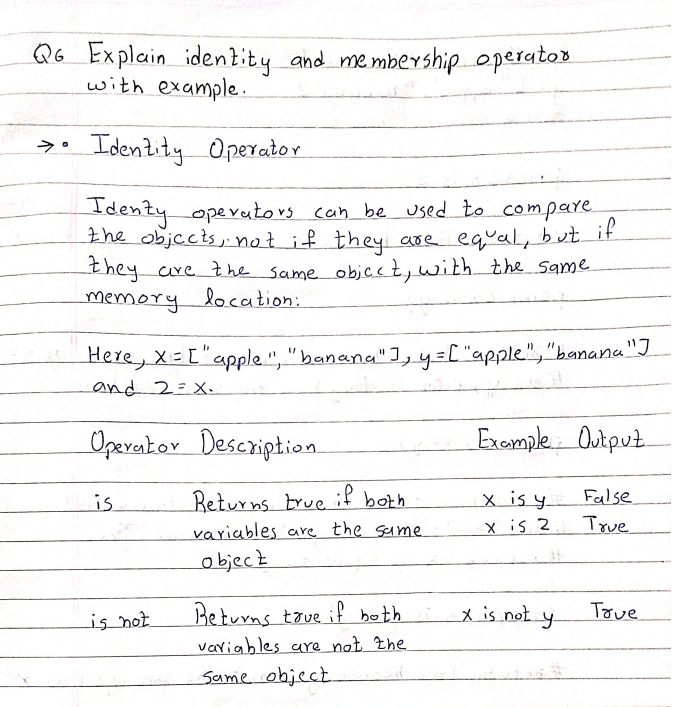 Q6 Explain identity and membership operator
with example.
→ • Identity Operator
Identy operators can be used to compare
the objects, not if they are equal, but if
they are the same object, with the same
memory location:
Here, x = ["apple", "banana"], y = ["apple", "banana"]
and z = x.
Operator Description Example Output
is Returns true if both x is y False
variables are the same x is z True
object
is not Returns true if both x is not y True
variables are not the
same object